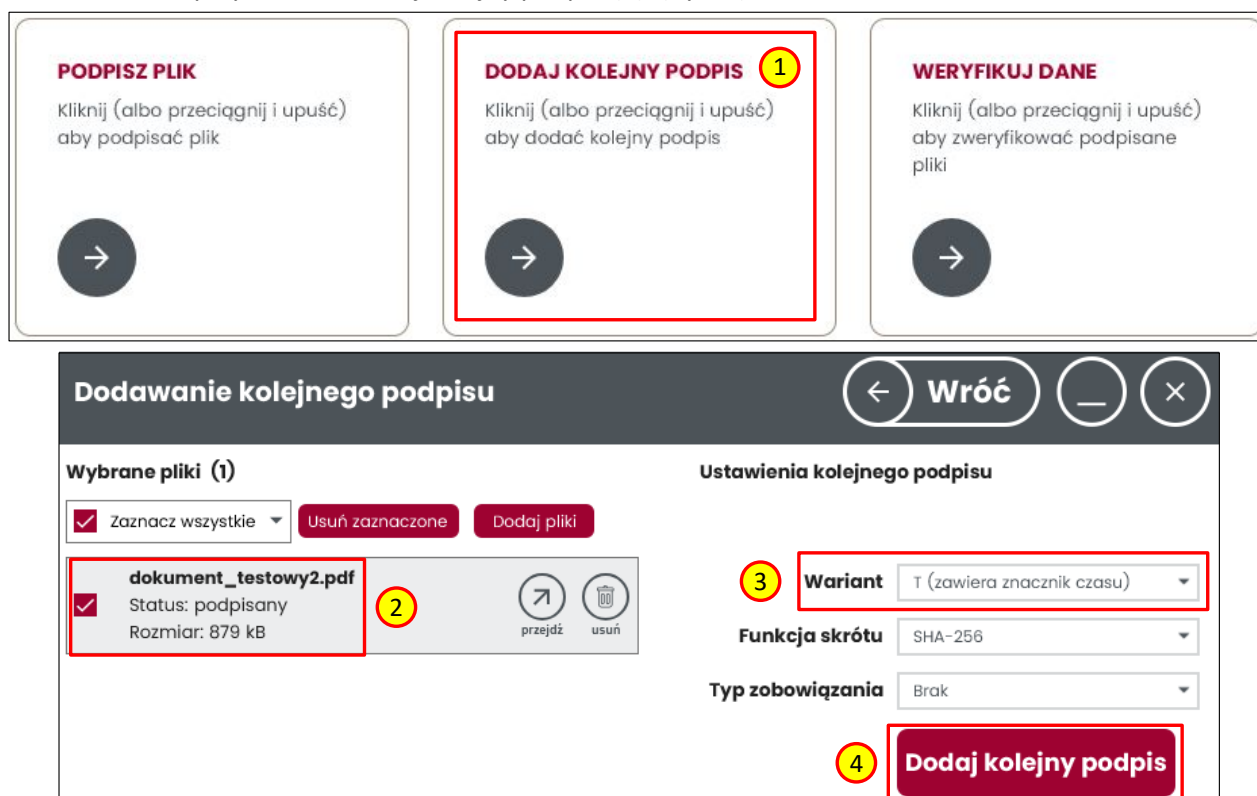 PODPISZ PLIK
Kliknij (albo przeciągnij i upuść)
aby podpisać plik
DODAJ KOLEJNY PODPIS 1
Kliknij (albo przeciągnij i upuść)
aby dodać kolejny podpis
WERYFIKUJ DANE
Kliknij (albo przeciągnij i upuść)
aby zweryfikować podpisane
pliki
Dodawanie kolejnego podpisu
Wróć
Wybrane pliki (1)
Ustawienia kolejnego podpisu
Zaznacz wszystkie
Usuń zaznaczone
Dodaj pliki
dokument_testowy2.pdf
Status: podpisany
Rozmiar: 879 kB
2
przejdź
usuń
3 Wariant T (zawiera znacznik czasu)
Funkcja skrótu SHA-256
Typ zobowiązania Brak
4 Dodaj kolejny podpis